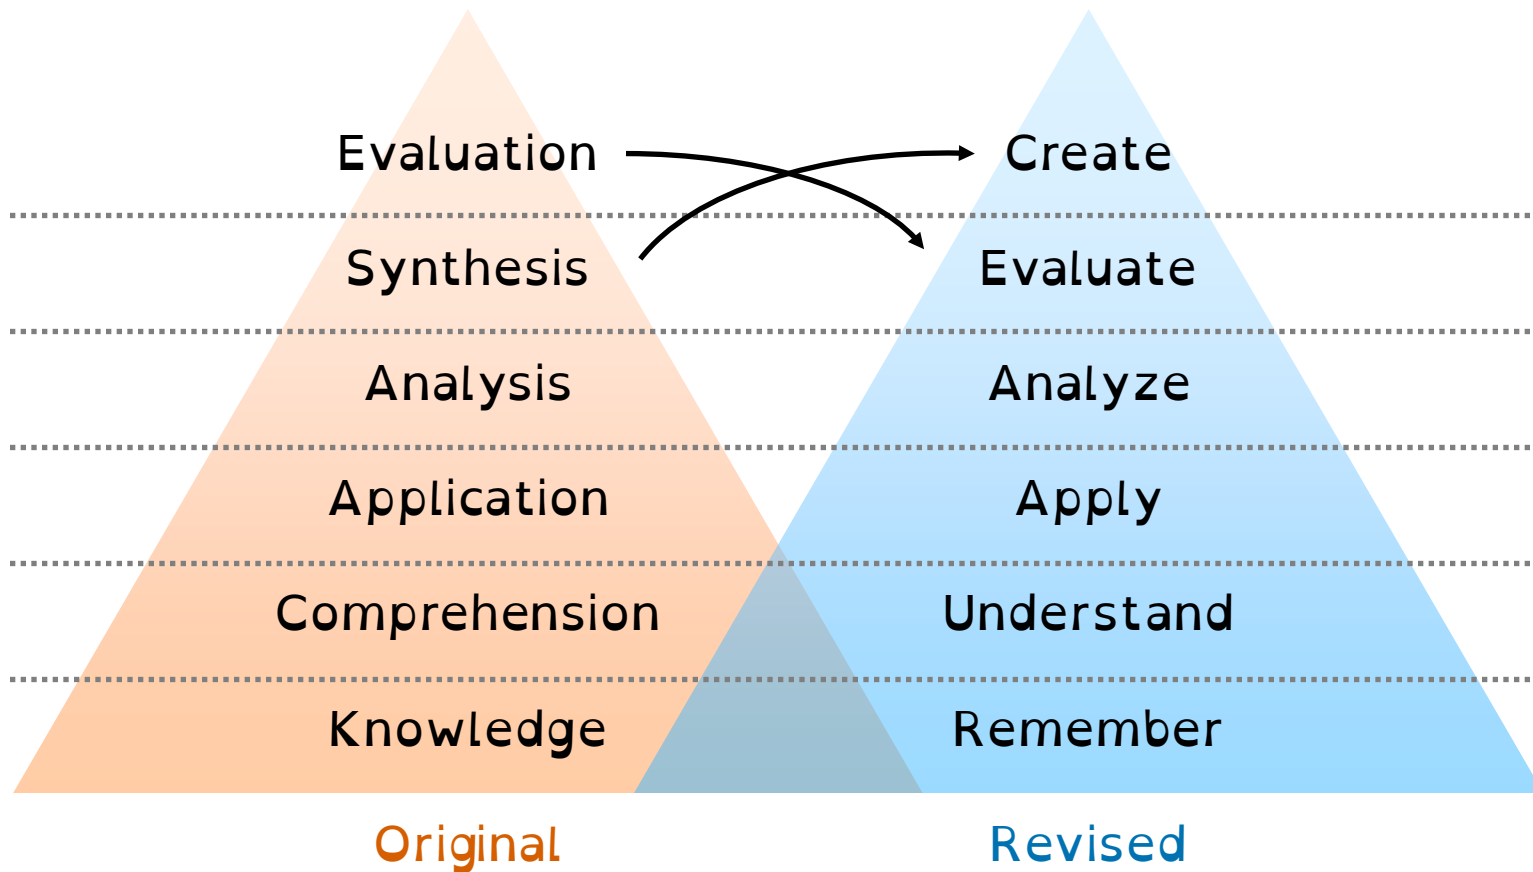 Evaluation Create
Synthesis Evaluate
Analysis Analyze
Application Apply
Comprehension Understand
Knowledge Remember
Original Revised